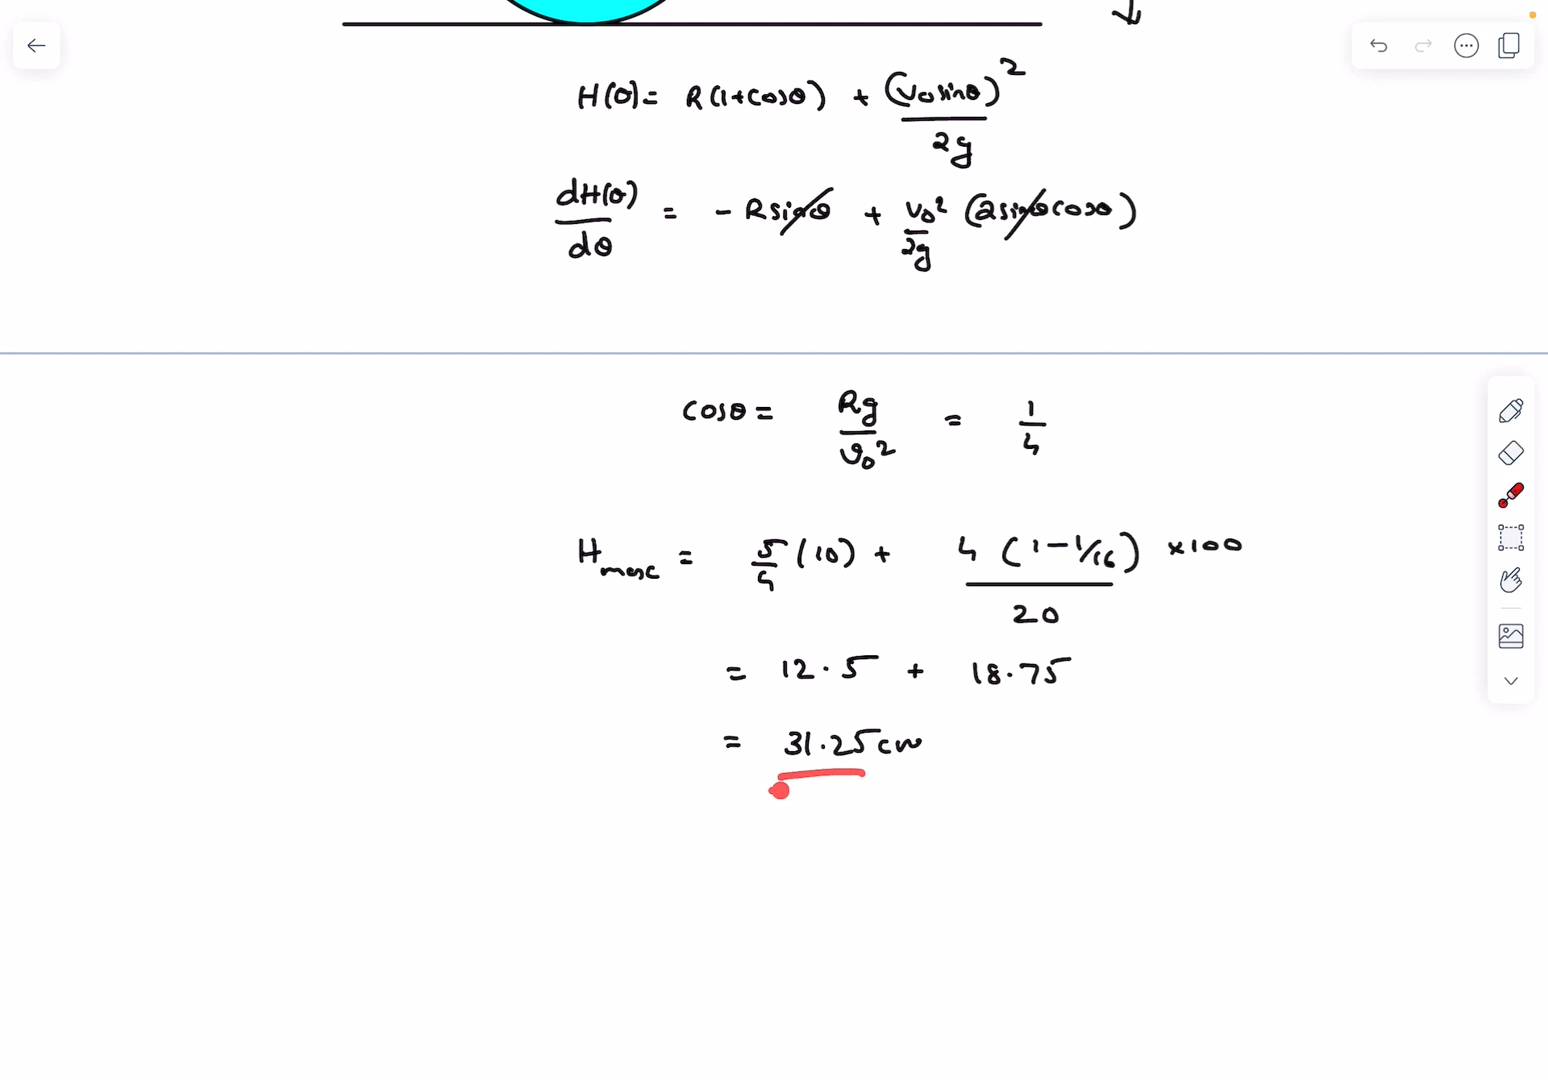 H(θ)= R(1+cosθ) + (v₀sinθ)²/2g
dH(θ)/dθ = - Rsinθ + v₀²/2g (2sinθcosθ)
cosθ = Rg/v₀² = 1/4
Hmax = 5/4 (10) + 4 (1-1/16)/20 ×100
= 12.5 + 18.75
= 31.25cm